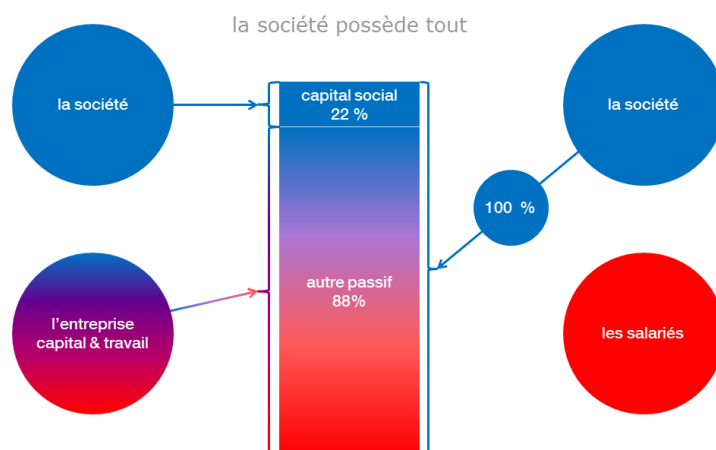 la société possède tout
la société
capital social
22 %
la société
100 %
autre passif
88%
l'entreprise
capital & travail
les salariés